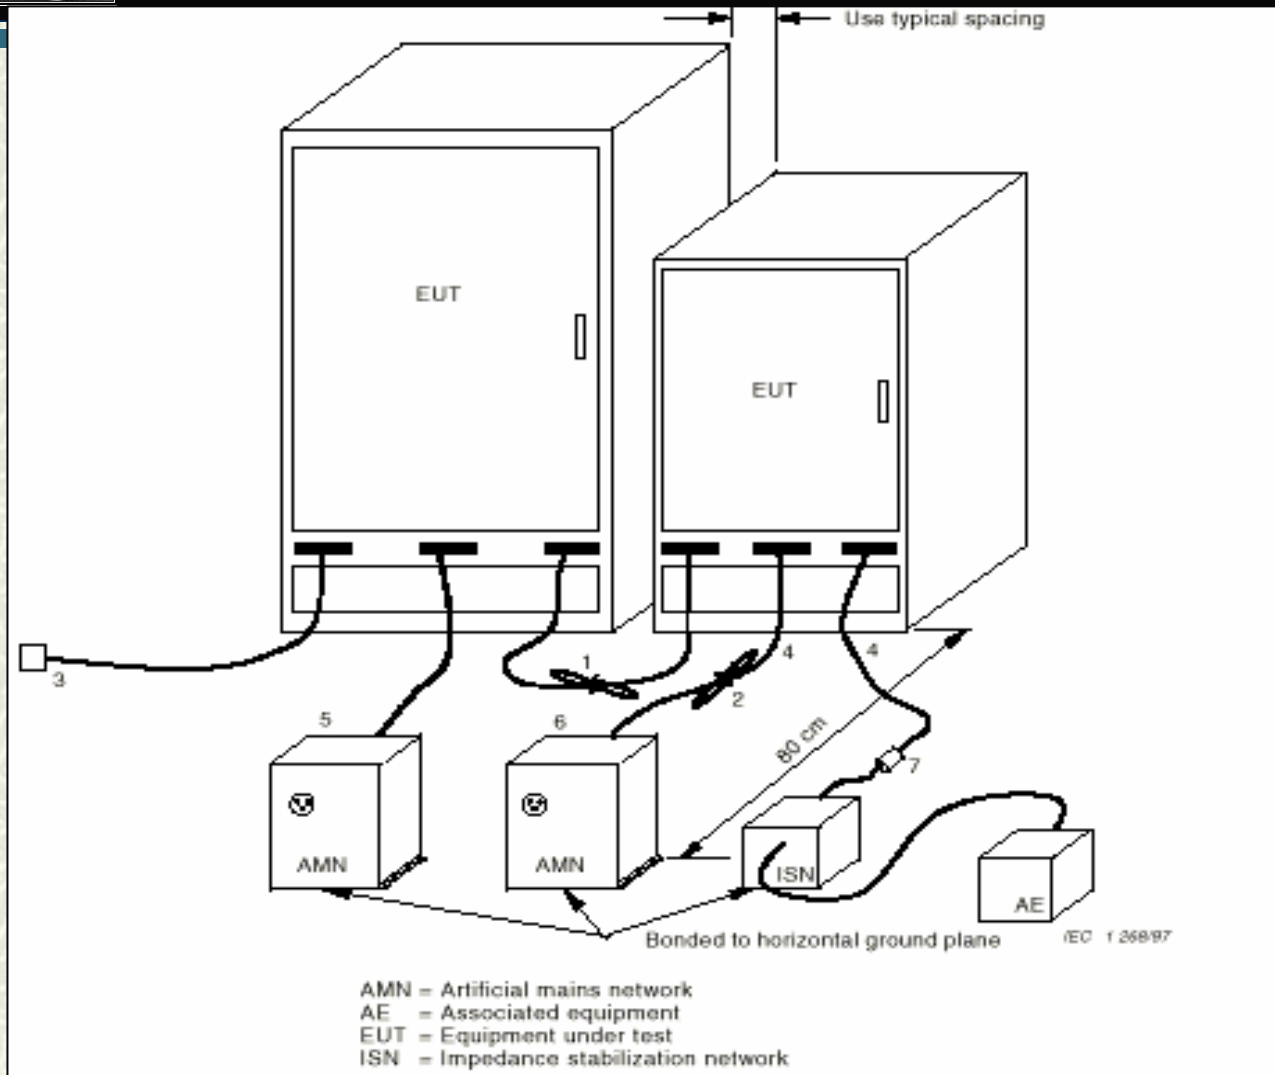 Use typical spacing
EUT
EUT
1
4
4
3
2
5
6
80 cm
7
AMN
AMN
ISN
AE
Bonded to horizontal ground plane
IEC 1 268/97
AMN = Artificial mains network
AE = Associated equipment
EUT = Equipment under test
ISN = Impedance stabilization network